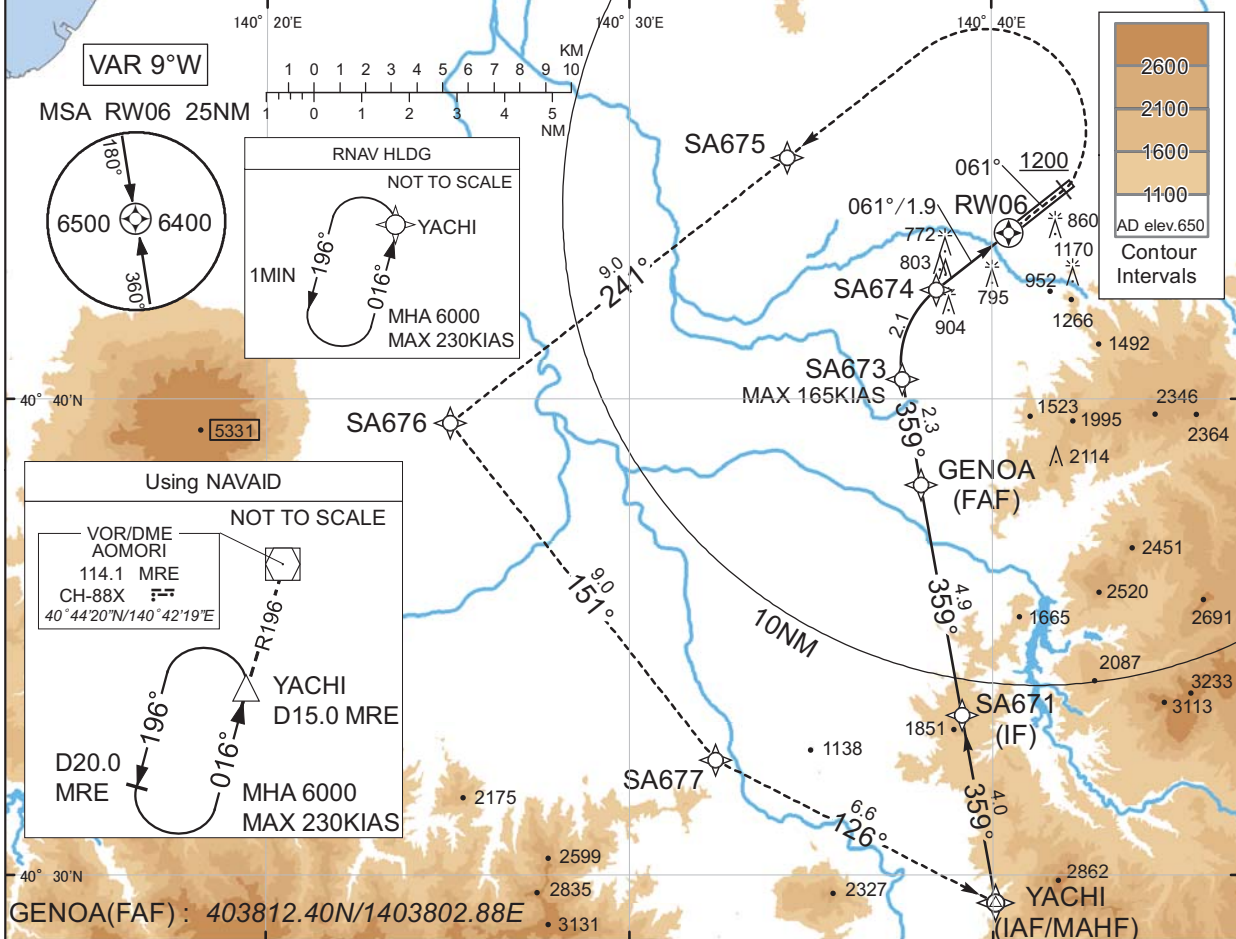 140° 20'E
140° 30'E
140° 40'E
VAR 9°W
KM
1 0 1 2 3 4 5 6 7 8 9 10
1 0 1 2 3 4 5
NM
MSA RW06 25NM
180°
6500 6400
360°
RNAV HLDG
NOT TO SCALE
YACHI
196°
016°
1MIN
MHA 6000
MAX 230KIAS
2600
2100
1600
1100
AD elev.650
Contour
Intervals
SA675
061° 1200
RW06
061°/1.9
772
860
1170
803
952
795
SA674
904
1266
9.0
241°
2.1
1492
SA673
MAX 165KIAS
40° 40'N
2.3
359°
1523
1995
2346
2364
SA676
5331
2114
GENOA
(FAF)
Using NAVAID
NOT TO SCALE
VOR/DME
AOMORI
114.1 MRE
CH-88X
40°44'20"N/140°42'19"E
R196
196°
016°
YACHI
D15.0 MRE
D20.0
MRE
MHA 6000
MAX 230KIAS
2451
2520
2691
4.9
359°
1665
9.0
151°
10NM
2087
3233
3113
SA671
(IF)
1851
1138
SA677
2175
4.0
359°
6.6
126°
40° 30'N
2599
2835
2327
2862
YACHI
(IAF/MAHF)
3131
GENOA(FAF) : 403812.40N/1403802.88E